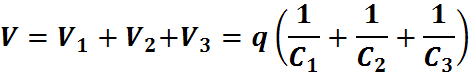 V = V₁ + V₂+V₃ = q (1/C₁ + 1/C₂ + 1/C₃)